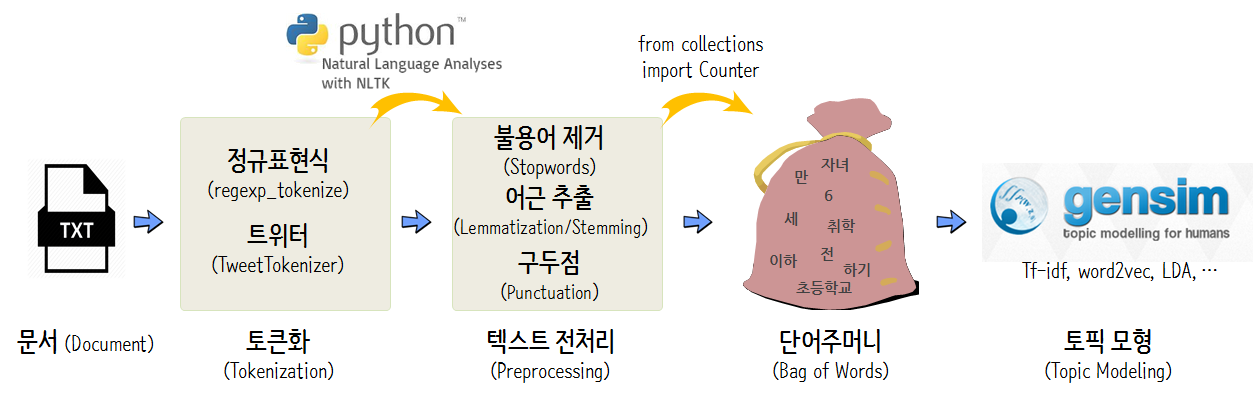 python™
Natural Language Analyses
with NLTK
from collections
import Counter
TXT
정규표현식
(regexp_tokenize)
트위터
(TweetTokenizer)
불용어 제거
(Stopwords)
어근 추출
(Lemmatization/Stemming)
구두점
(Punctuation)
만 자녀
6
세 취학
이하 전 하기
초등학교
gensim
topic modelling for humans
Tf-idf, word2vec, LDA, …
문서 (Document)
토큰화
(Tokenization)
텍스트 전처리
(Preprocessing)
단어주머니
(Bag of Words)
토픽 모형
(Topic Modeling)